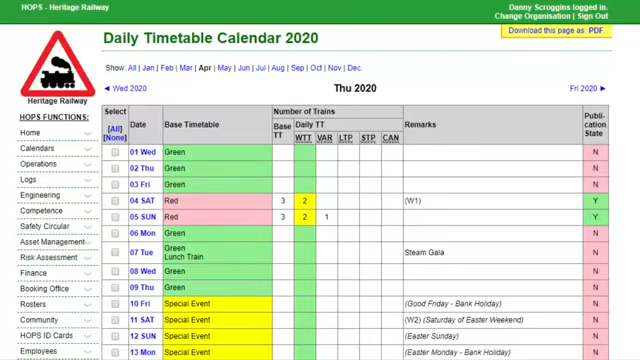 HOPS - Heritage Railway
Danny Scroggins logged in.
Change Organisation | Sign Out
Daily Timetable Calendar 2020
Download this page as: PDF.
Show: All | Jan | Feb | Mar | Apr | May | Jun | Jul | Aug | Sep | Oct | Nov | Dec.
◄ Wed 2020
Thu 2020
Fri 2020 ►
Heritage Railway
HOPS FUNCTIONS:
Home
Calendars
Operations
Logs
Engineering
Competence
Safety Circular
Asset Management
Risk Assessment
Finance
Booking Office
Rosters
Community
HOPS ID Cards
Employees
Select [All] [None] Date Base Timetable Number of Trains Remarks Publi-cation State
Base TT Daily TT
WTT VAR LTP STP CAN
01 Wed Green N
02 Thu Green N
03 Fri Green N
04 SAT Red 3 2 (W1) Y
05 SUN Red 3 2 1 Y
06 Mon Green N
07 Tue Green Lunch Train Steam Gala N
08 Wed Green N
09 Thu Green N
10 Fri Special Event (Good Friday - Bank Holiday) N
11 SAT Special Event (W2) (Saturday of Easter Weekend) N
12 SUN Special Event (Easter Sunday) N
13 Mon Special Event (Easter Monday - Bank Holiday) N